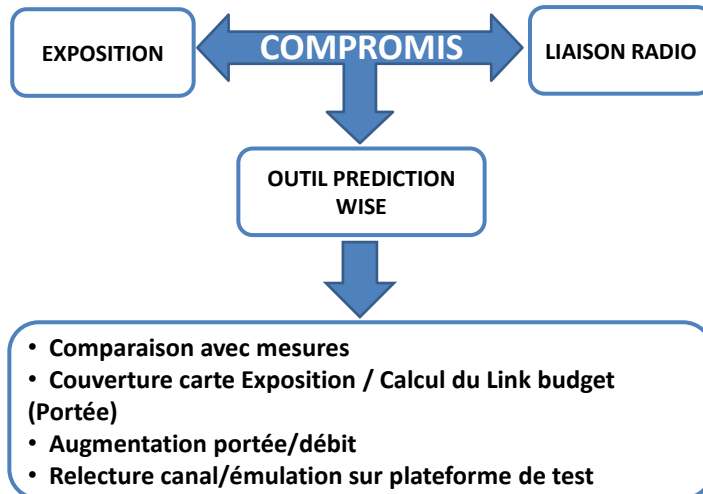 EXPOSITION
COMPROMIS
LIAISON RADIO
OUTIL PREDICTION
WISE
• Comparaison avec mesures
• Couverture carte Exposition / Calcul du Link budget
(Portée)
• Augmentation portée/débit
• Relecture canal/émulation sur plateforme de test